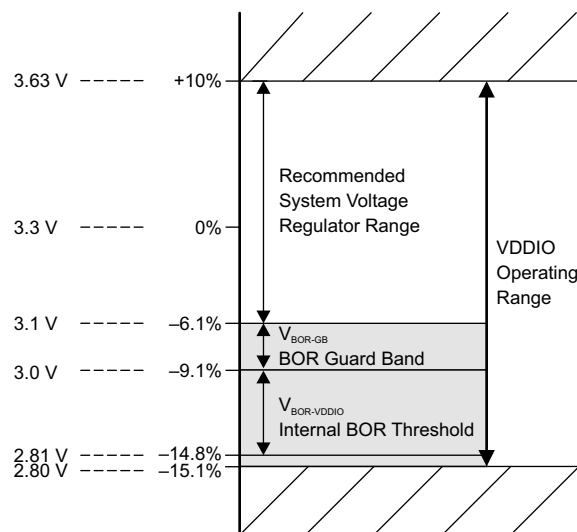 3.63 V ----- +10%
Recommended
System Voltage
Regulator Range
3.3 V ----- 0%
VDDIO
Operating
Range
3.1 V ----- –6.1%
VBOR-GB
BOR Guard Band
3.0 V ----- –9.1%
VBOR-VDDIO
Internal BOR Threshold
2.81 V ----- –14.8%
2.80 V ----- –15.1%